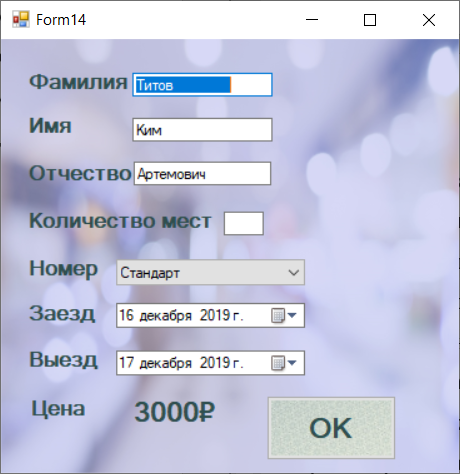 Form14
Фамилия Титов
Имя Ким
Отчество Артемович
Количество мест
Номер Стандарт
Заезд 16 декабря 2019 г.
Выезд 17 декабря 2019 г.
Цена 3000₽ OK